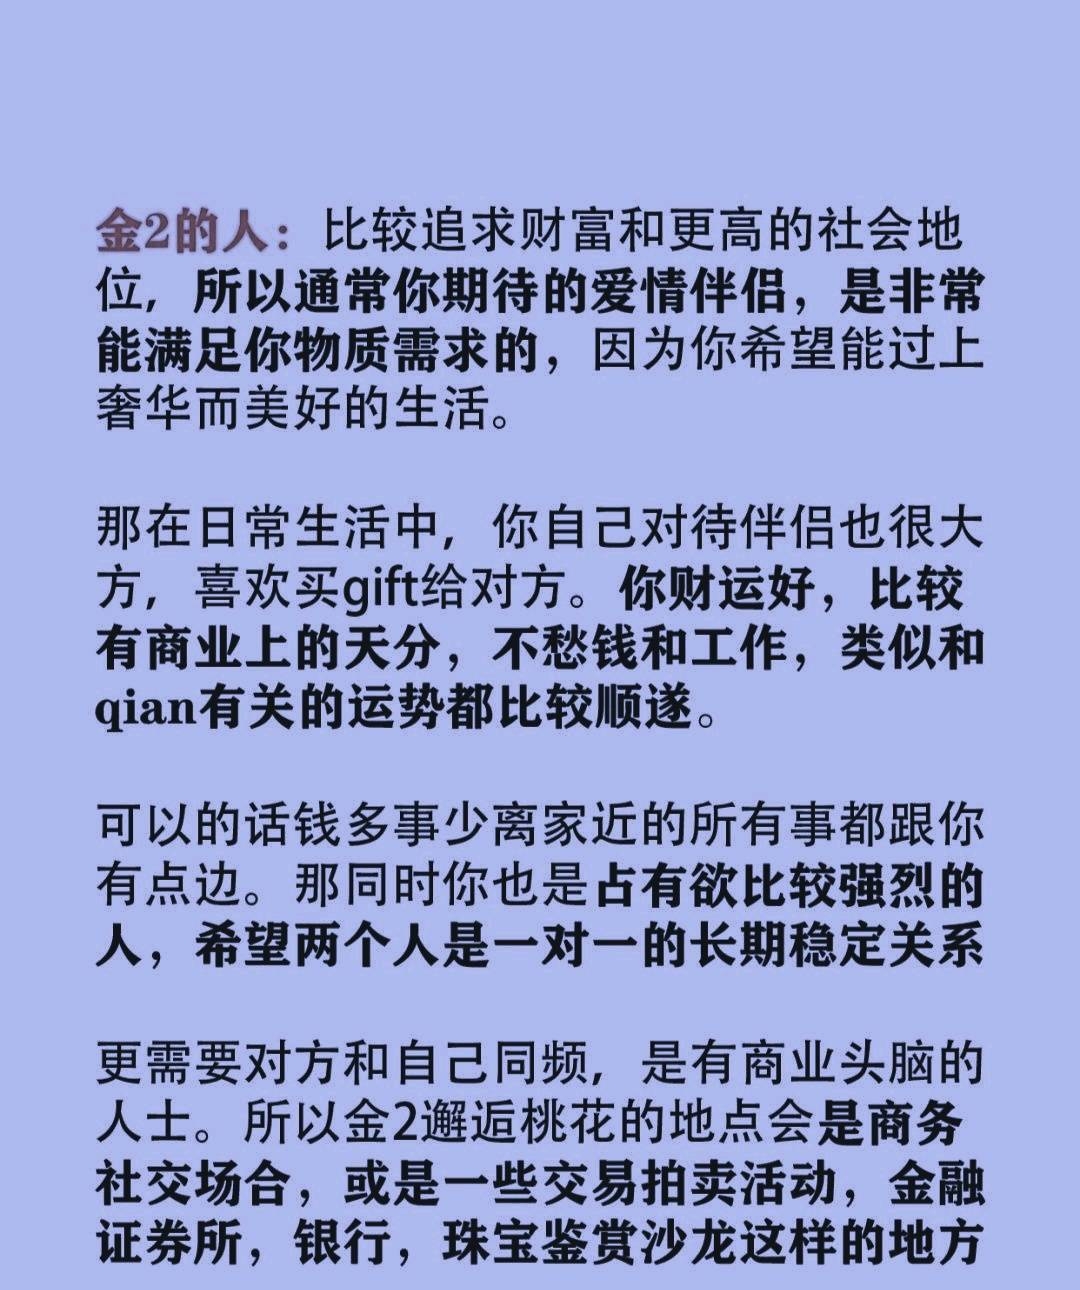 金2的人：比较追求财富和更高的社会地
位，所以通常你期待的爱情伴侣，是非常
能满足你物质需求的，因为你希望能过上
奢华而美好的生活。
那在日常生活中，你自己对待伴侣也很大
方，喜欢买gift给对方。你财运好，比较
有商业上的天分，不愁钱和工作，类似和
qian有关的运势都比较顺遂。
可以的话钱多事少离家近的所有事都跟你
有点边。那同时你也是占有欲比较强烈的
人，希望两个人是一对一的长期稳定关系
更需要对方和自己同频，是有商业头脑的
人士。所以金2邂逅桃花的地点会是商务
社交场合，或是一些交易拍卖活动，金融
证券所，银行，珠宝鉴赏沙龙这样的地方